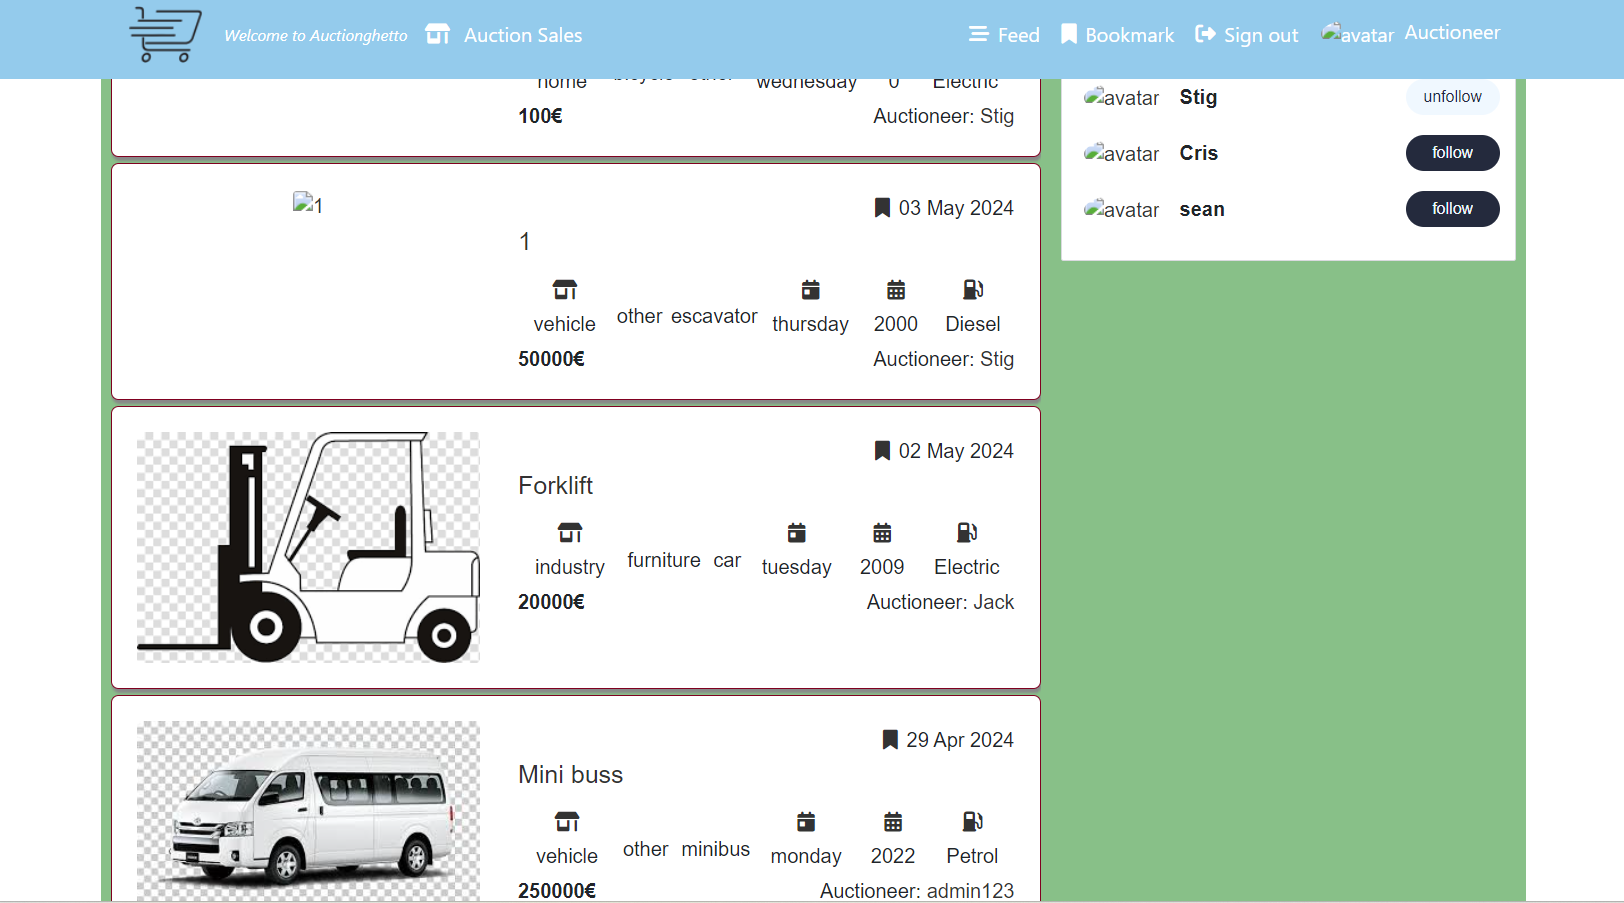 Welcome to Auctionghetto Auction Sales Feed Bookmark Sign out avatar Auctioneer
home bicycle other wednesday 0 Electric
100€ Auctioneer: Stig
1 03 May 2024
1
vehicle other escavator thursday 2000 Diesel
50000€ Auctioneer: Stig
02 May 2024
Forklift
industry furniture car tuesday 2009 Electric
20000€ Auctioneer: Jack
29 Apr 2024
Mini buss
vehicle other minibus monday 2022 Petrol
250000€ Auctioneer: admin123
avatar Stig unfollow
avatar Cris follow
avatar sean follow